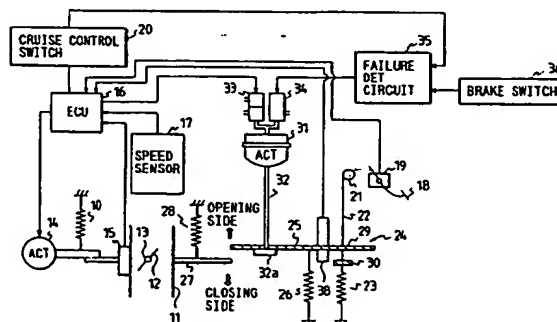 20
CRUISE CONTROL
SWITCH
35
FAILURE
DET
CIRCUIT
36
BRAKE SWITCH
ECU
16
33
34
17
SPEED
SENSOR
31
ACT
19
18
10
28
OPENING
SIDE
32
21
22
14
ACT
15
13
25
29
24
12
27
32a
30
CLOSING
SIDE
26
38
23
11